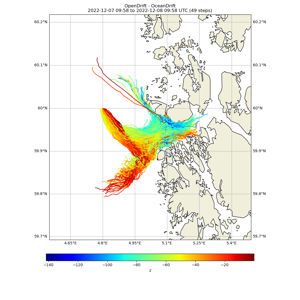 OpenDrift - OceanDrift
2022-12-07 09:58 to 2022-12-08 09:58 UTC (49 steps)
60.2°N
60.2°N
60.1°N
60.1°N
60°N
60°N
59.9°N
59.9°N
59.8°N
59.8°N
59.7°N
59.7°N
4.65°E
4.8°E
4.95°E
5.1°E
5.25°E
5.4°E
−140
−120
−100
−80
−60
−40
−20
z